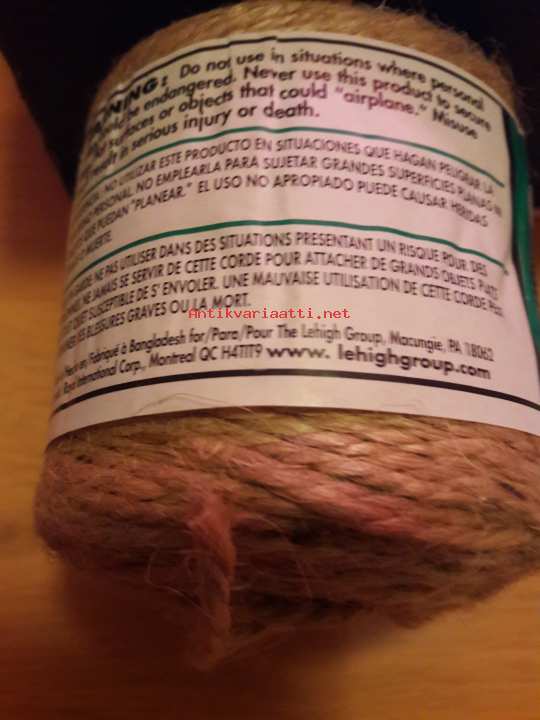 WARNING: Do not use in situations where personal
be endangered. Never use this product to secure
surfaces or objects that could "airplane." Misuse
result in serious injury or death.
NO UTILIZAR ESTE PRODUCTO EN SITUACIONES QUE HAGAN PELIGRAR LA
PERSONAL. NO EMPLEARLA PARA SUJETAR GRANDES SUPERFICIES PLANAS
QUE PUEDAN "PLANEAR." EL USO NO APROPIADO PUEDE CAUSAR HERIDAS
MUERTE.
NE PAS UTILISER DANS DES SITUATIONS PRESENTANT UN RISQUE POUR DES
NE JAMAIS SE SERVIR DE CETTE CORDE POUR ATTACHER DE GRANDS OBJETS PLATS
SUSCEPTIBLE DE S' ENVOLER. UNE MAUVAISE UTILISATION DE CETTE CORDE PEUT
BLESSURES GRAVES OU LA MORT.
Antikvariaatti.net
en/Fabriqué à Bangladesh for/Para/Pour The Lehigh Group, Macungie, PA 18062
Royal International Corp., Montreal QC H4T1T9 www. lehighgroup.com